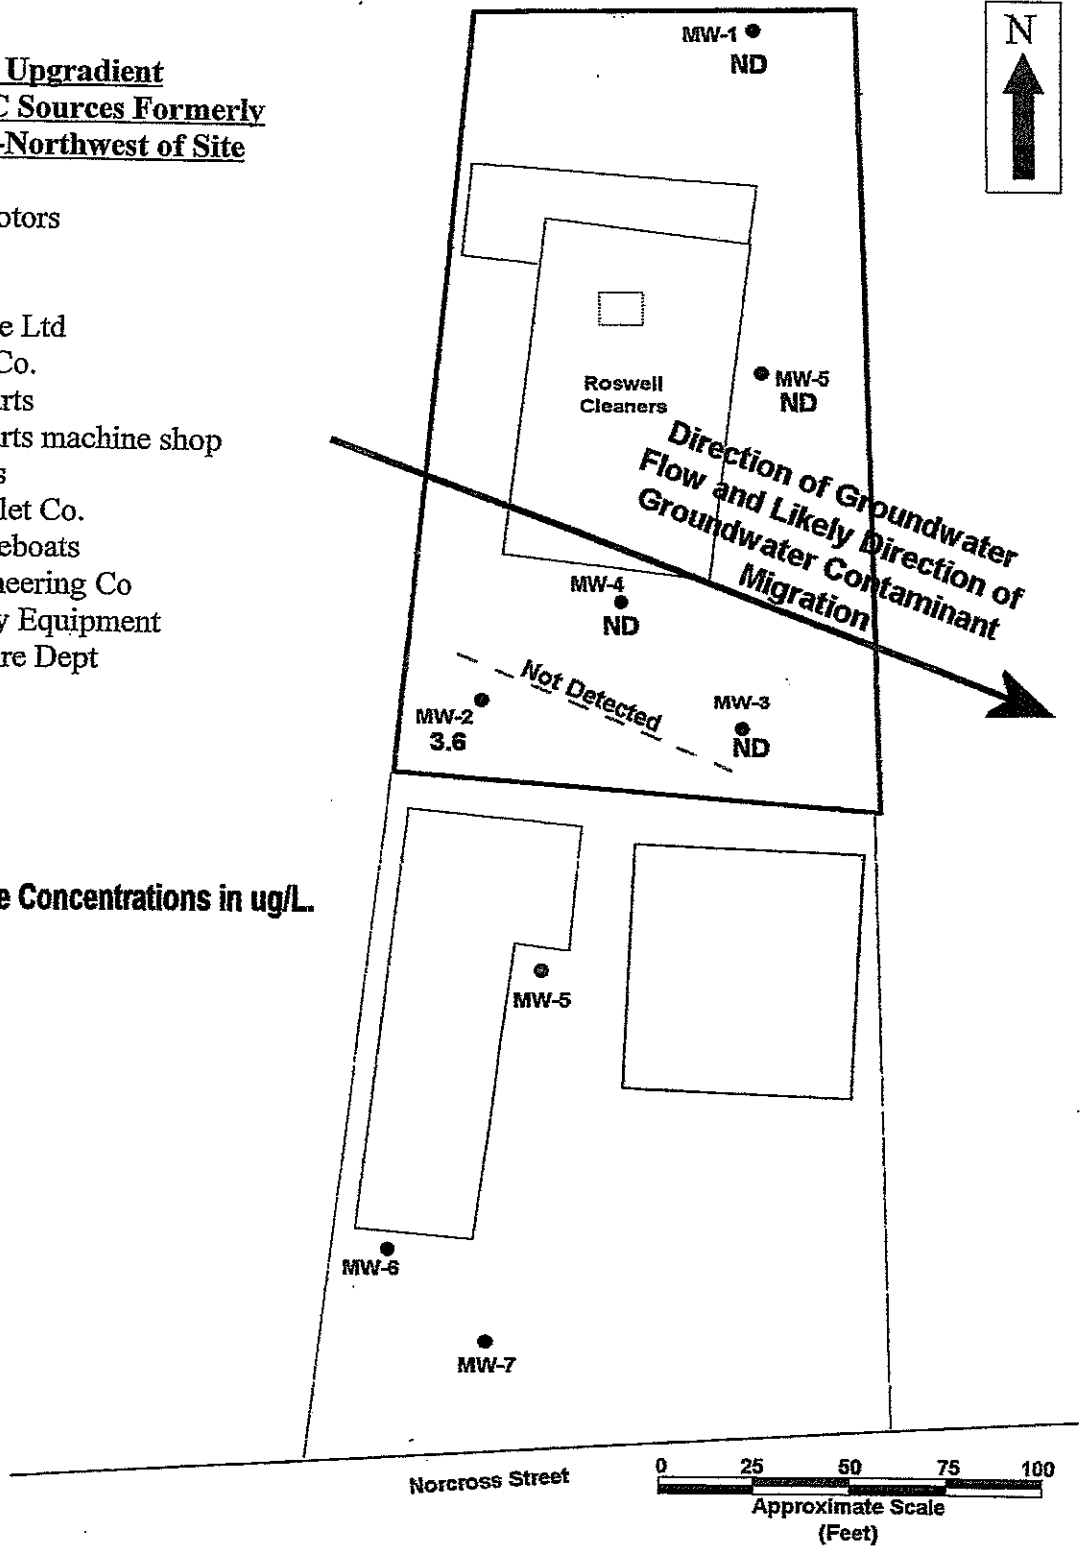 Upgradient
C Sources Formerly
-Northwest of Site
otors
e Ltd
Co.
rts
rts machine shop
s
let Co.
eboats
neering Co
y Equipment
re Dept
e Concentrations in ug/L.
N
MW-1
ND
Roswell
Cleaners
MW-5
ND
Direction of Groundwater
Flow and Likely Direction of
Groundwater Contaminant
Migration
MW-4
ND
Not Detected
MW-2
3.6
MW-3
ND
MW-5
MW-6
MW-7
Norcross Street
0 25 50 75 100
Approximate Scale
(Feet)